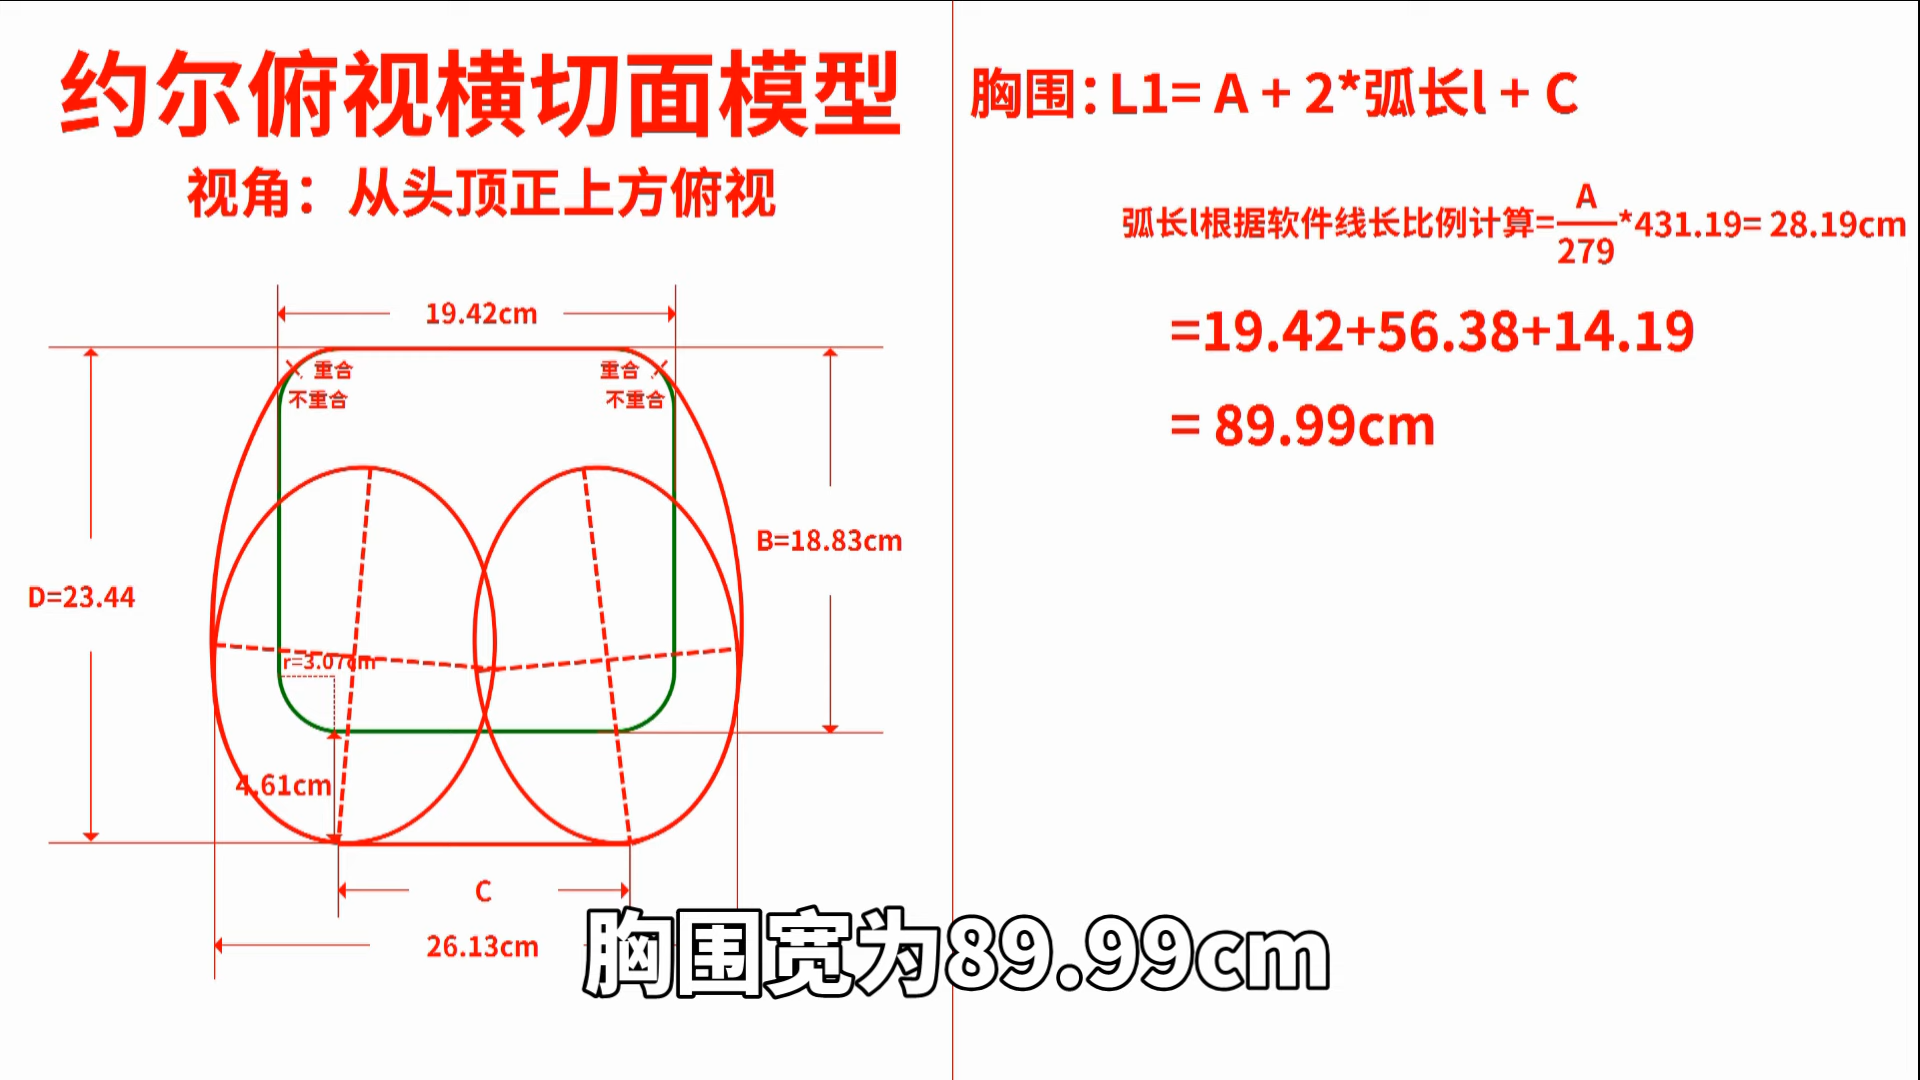 约尔俯视横切面模型
视角：从头顶正上方俯视
19.42cm
重合
重合
不重合
不重合
B=18.83cm
D=23.44
r=3.07cm
4.61cm
C
26.13cm
胸围：L1= A + 2*弧长l + C
弧长l根据软件线长比例计算=A/279*431.19= 28.19cm
=19.42+56.38+14.19
= 89.99cm
胸围宽为89.99cm